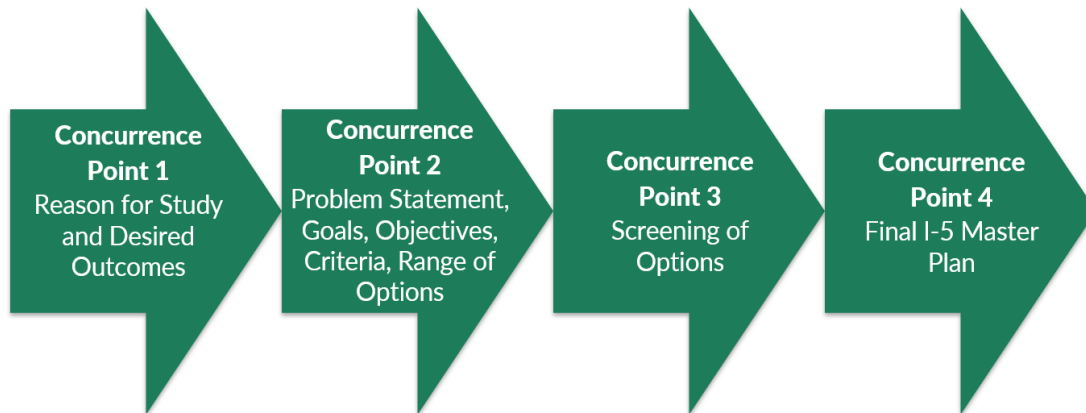 Concurrence
Point 1
Reason for Study
and Desired
Outcomes
Concurrence
Point 2
Problem Statement,
Goals, Objectives,
Criteria, Range of
Options
Concurrence
Point 3
Screening of
Options
Concurrence
Point 4
Final I-5 Master
Plan